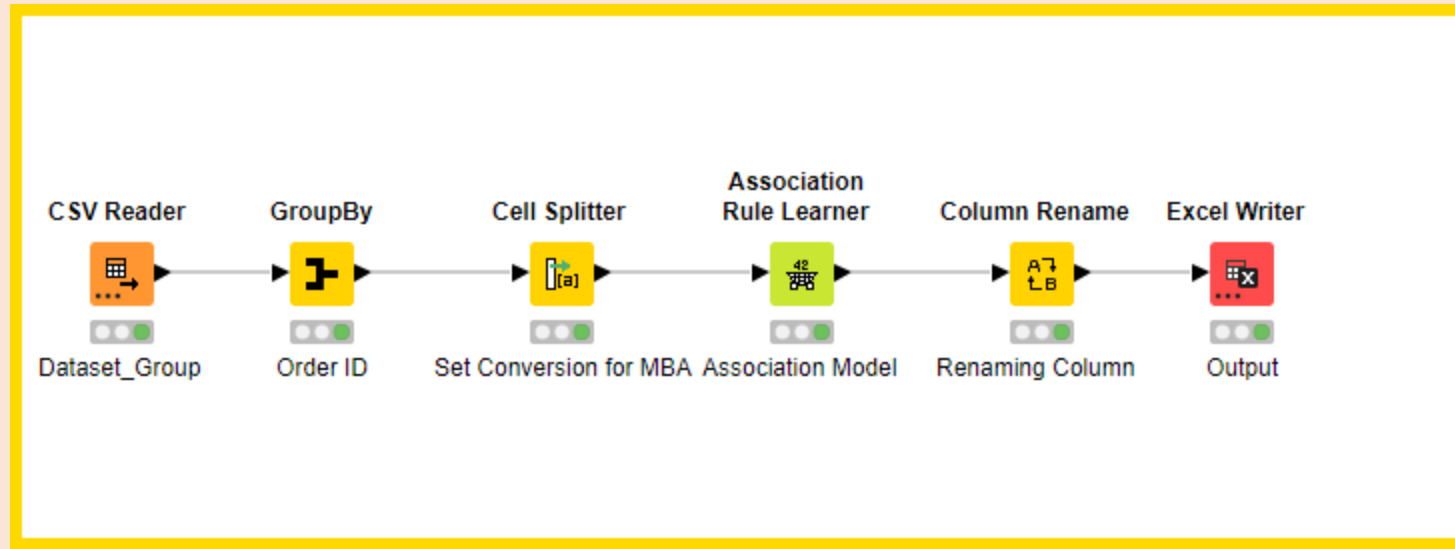 Association
CSV Reader GroupBy Cell Splitter Rule Learner Column Rename Excel Writer
[a] 42 A B X
Dataset_Group Order ID Set Conversion for MBA Association Model Renaming Column Output